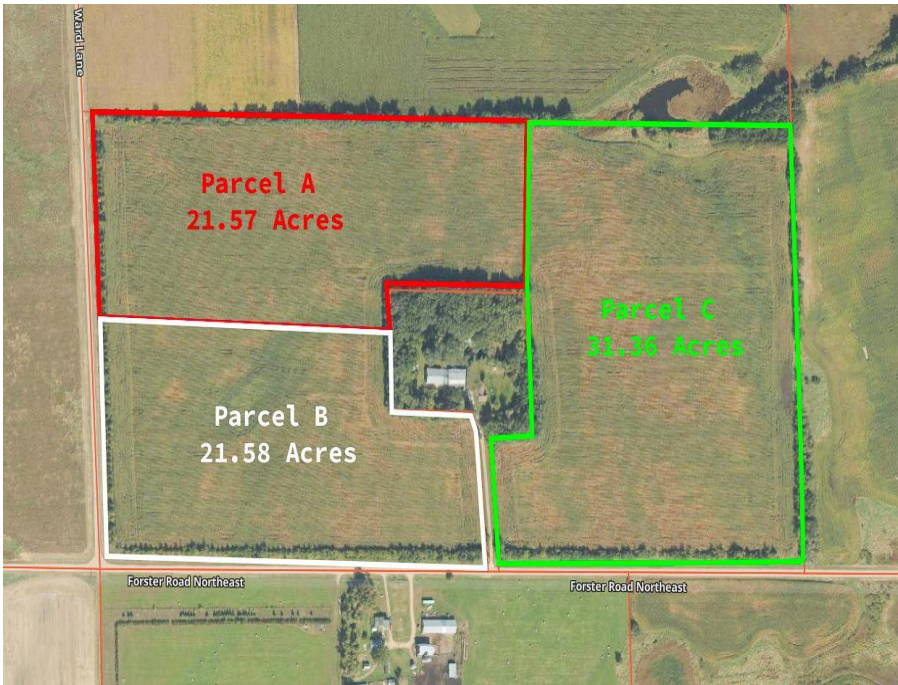 Ward Lane
Parcel A
21.57 Acres
Parcel C
31.36 Acres
Parcel B
21.58 Acres
Forster Road Northeast
Forster Road Northeast